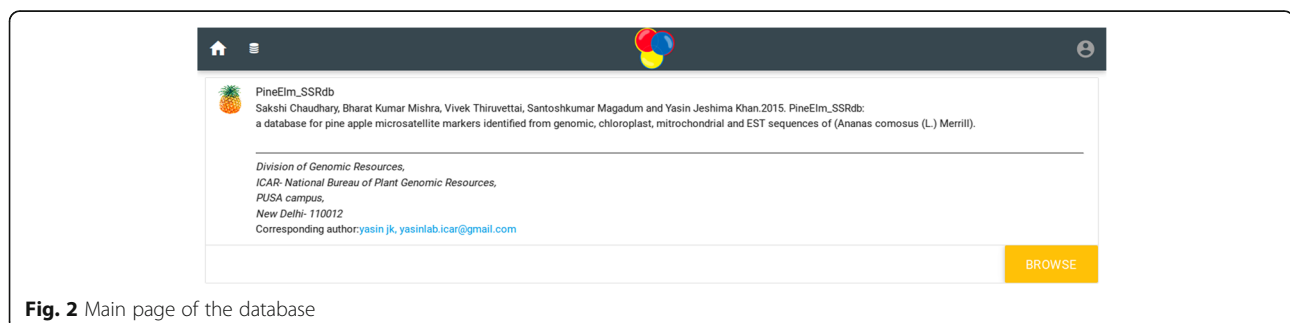 PineElm_SSRdb
Sakshi Chaudhary, Bharat Kumar Mishra, Vivek Thiruvettai, Santoshkumar Magadum and Yasin Jeshima Khan.2015. PineElm_SSRdb:
a database for pine apple microsatellite markers identified from genomic, chloroplast, mitrochondrial and EST sequences of (Ananas comosus (L.) Merrill).
Division of Genomic Resources,
ICAR- National Bureau of Plant Genomic Resources,
PUSA campus,
New Delhi- 110012
Corresponding author:yasin jk, yasinlab.icar@gmail.com
BROWSE
Fig. 2 Main page of the database